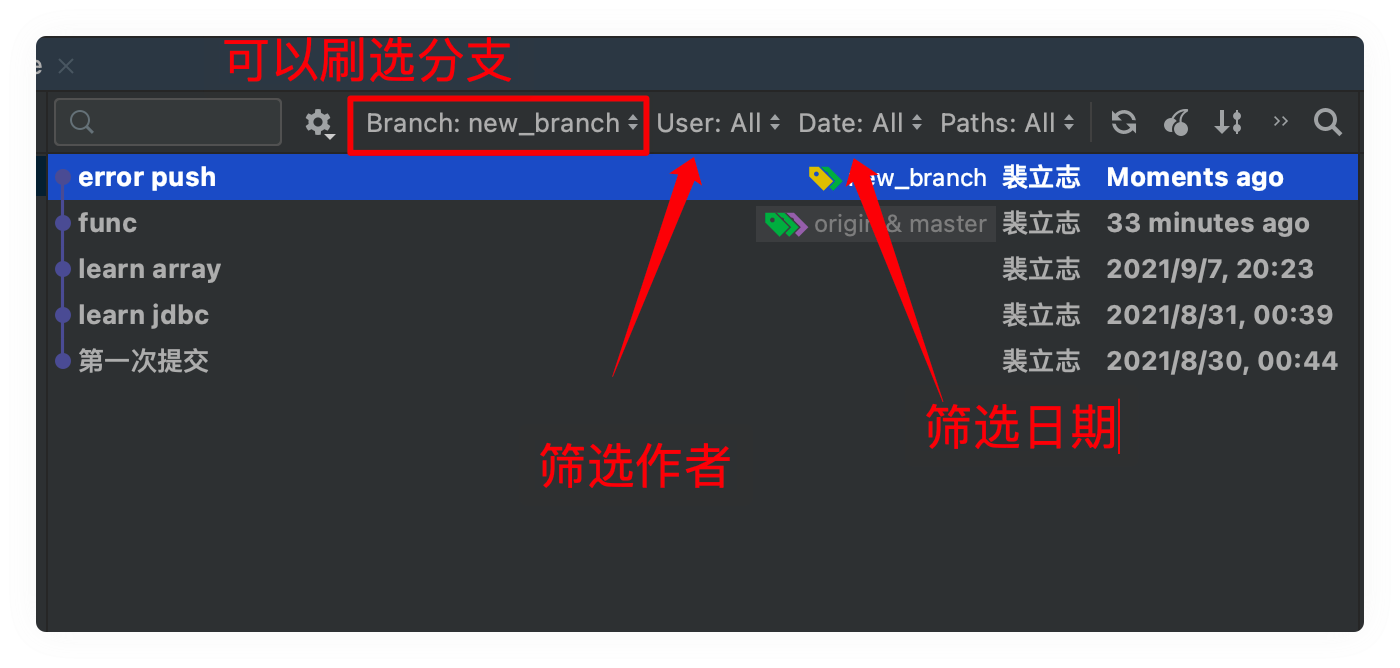 可以刷选分支
e
Branch: new_branch User: All Date: All Paths: All
error push new_branch 裴立志 Moments ago
func origin & master 裴立志 33 minutes ago
learn array 裴立志 2021/9/7, 20:23
learn jdbc 裴立志 2021/8/31, 00:39
第一次提交 裴立志 2021/8/30, 00:44
筛选日期
筛选作者